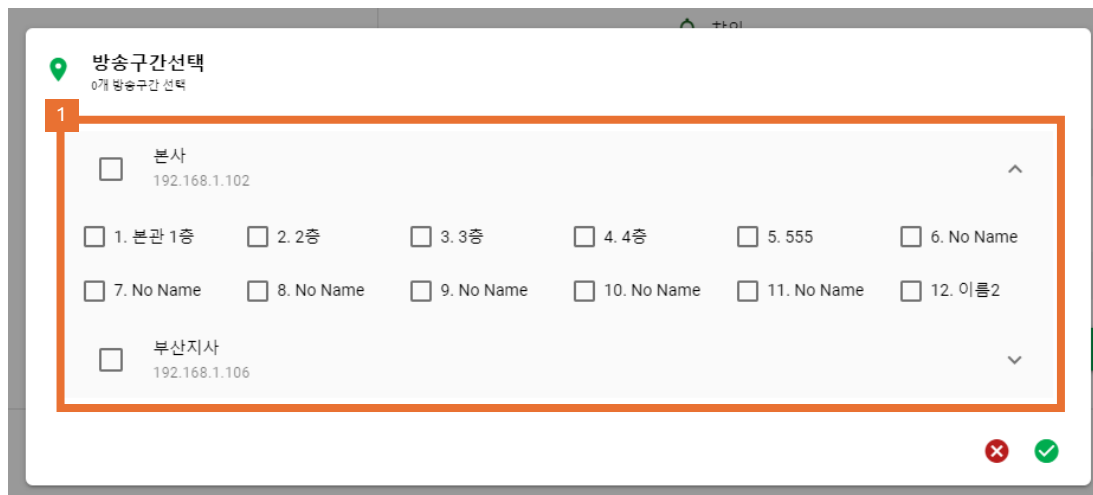 방송구간선택
0개 방송구간 선택
1
본사
192.168.1.102
1. 본관 1층 2. 2층 3. 3층 4. 4층 5. 555 6. No Name
7. No Name 8. No Name 9. No Name 10. No Name 11. No Name 12. 이름2
부산지사
192.168.1.106